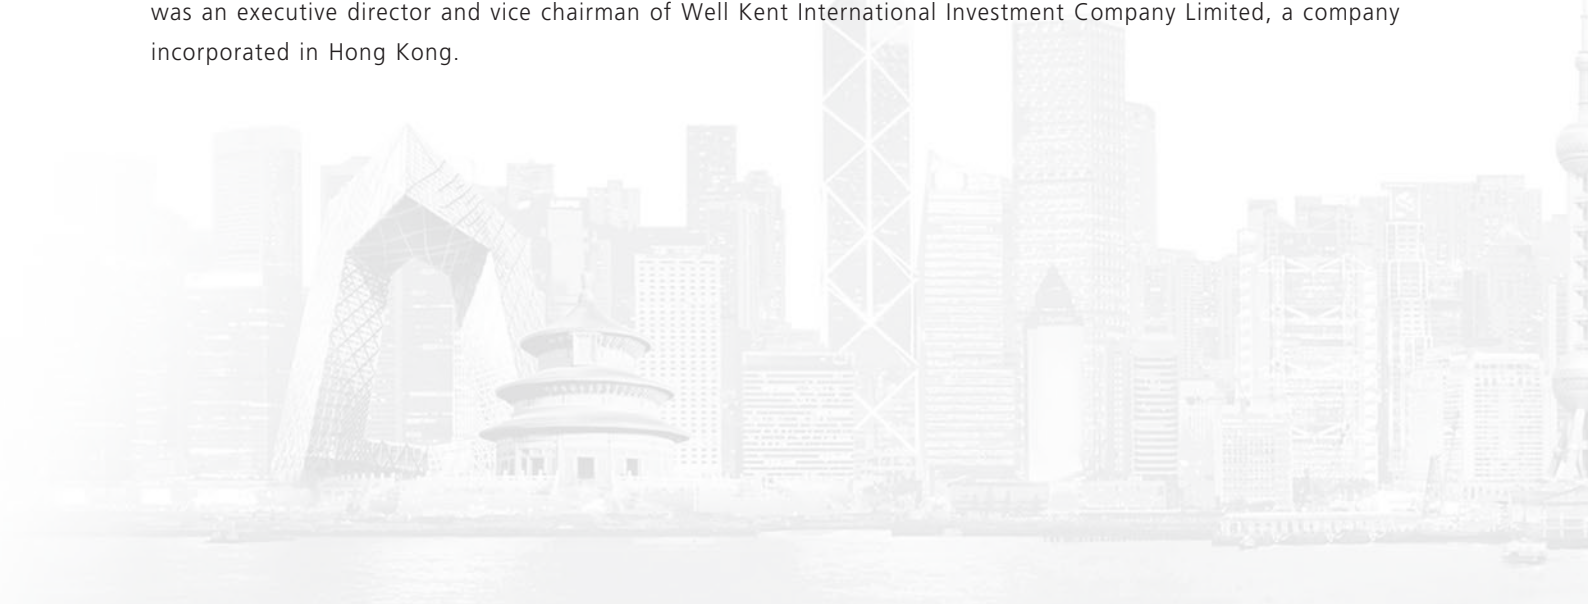 was an executive director and vice chairman of Well Kent International Investment Company Limited, a company
incorporated in Hong Kong.